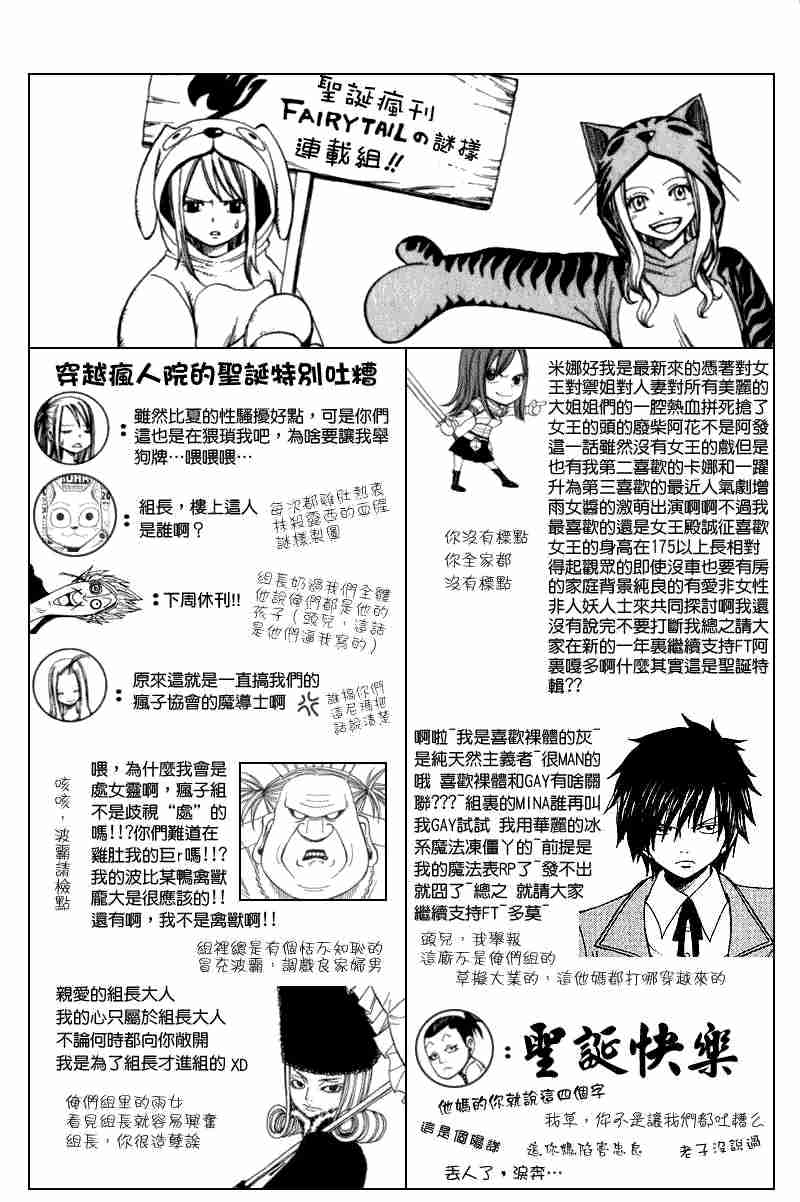 聖誕瘋刊
FAIRY TAILの謎樣
連載組!!
穿越瘋人院的聖誕特別吐糟
：雖然比夏的性騷擾好點，可是你們
這也是在猥瑣我吧，為啥要讓我舉
狗牌…喂喂喂…
：組長，樓上這人
是誰啊？
每次都雞肚熱衷
抹殺露西的血腥
謎樣製圖
：下周休刊!!
組長奶過我們全體
他說俺們都是他的
孩子（頭兒，這話
是他們逼我寫的）
：原來這就是一直搞我們的
瘋子協會的魔導士啊
誰搞你們
這尼瑪把
話說清楚
喂，為什麼我會是
處女靈啊，瘋子組
不是歧視“處”的
嗎!!?你們難道在
雞肚我的巨r嗎!!?
我的波比某鴨禽獸
龐大是很應該的!!
還有啊，我不是禽獸啊!!
咳咳，波霸請檢點
組裡總是有個恬不知恥的
冒充波霸，調戲良家婦男
親愛的組長大人
我的心只屬於組長大人
不論何時都向你敞開
我是為了組長才進組的 XD
俺們組里的雨女
看見組長就容易興奮
組長，你很造孽誒
米娜好我是最新來的憑著對女
王對禦姐對人妻對所有美麗的
大姐姐們的一腔熱血拼死搶了
女王的頭的廢柴阿花不是阿發
這一話雖然沒有女王的戲但是
也有我第二喜歡的卡娜和一躍
升為第三喜歡的最近人氣劇增
雨女醬的激萌出演啊啊不過我
最喜歡的還是女王殿誠征喜歡
女王的身高在175以上長相對
得起觀眾的即使沒車也要有房
的家庭背景純良的有愛非女性
非人妖人士來共同探討啊我還
沒有說完不要打斷我總之請大
家在新的一年裏繼續支持FT阿
裏嘎多啊什麼其實這是聖誕特
輯??
你沒有標點
你全家都
沒有標點
啊啦~我是喜歡裸體的灰~
是純天然主義者~很MAN的
哦 喜歡裸體和GAY有啥關
聯???~組裏的MINA誰再叫
我GAY試試 我用華麗的冰
系魔法凍僵丫的~前提是
我的魔法表RP了~發不出
就囧了~總之 就請大家
繼續支持FT~多莫~
頭兒，我舉報
這廝不是俺們組的
草擬大業的，這他媽都打哪穿越來的
：聖誕快樂
他媽的你就說這四個字
我草，你不是讓我們都吐糟么
這是個陽謀
這你媽陷害忠良
老子沒說過
丟人了，淚奔…